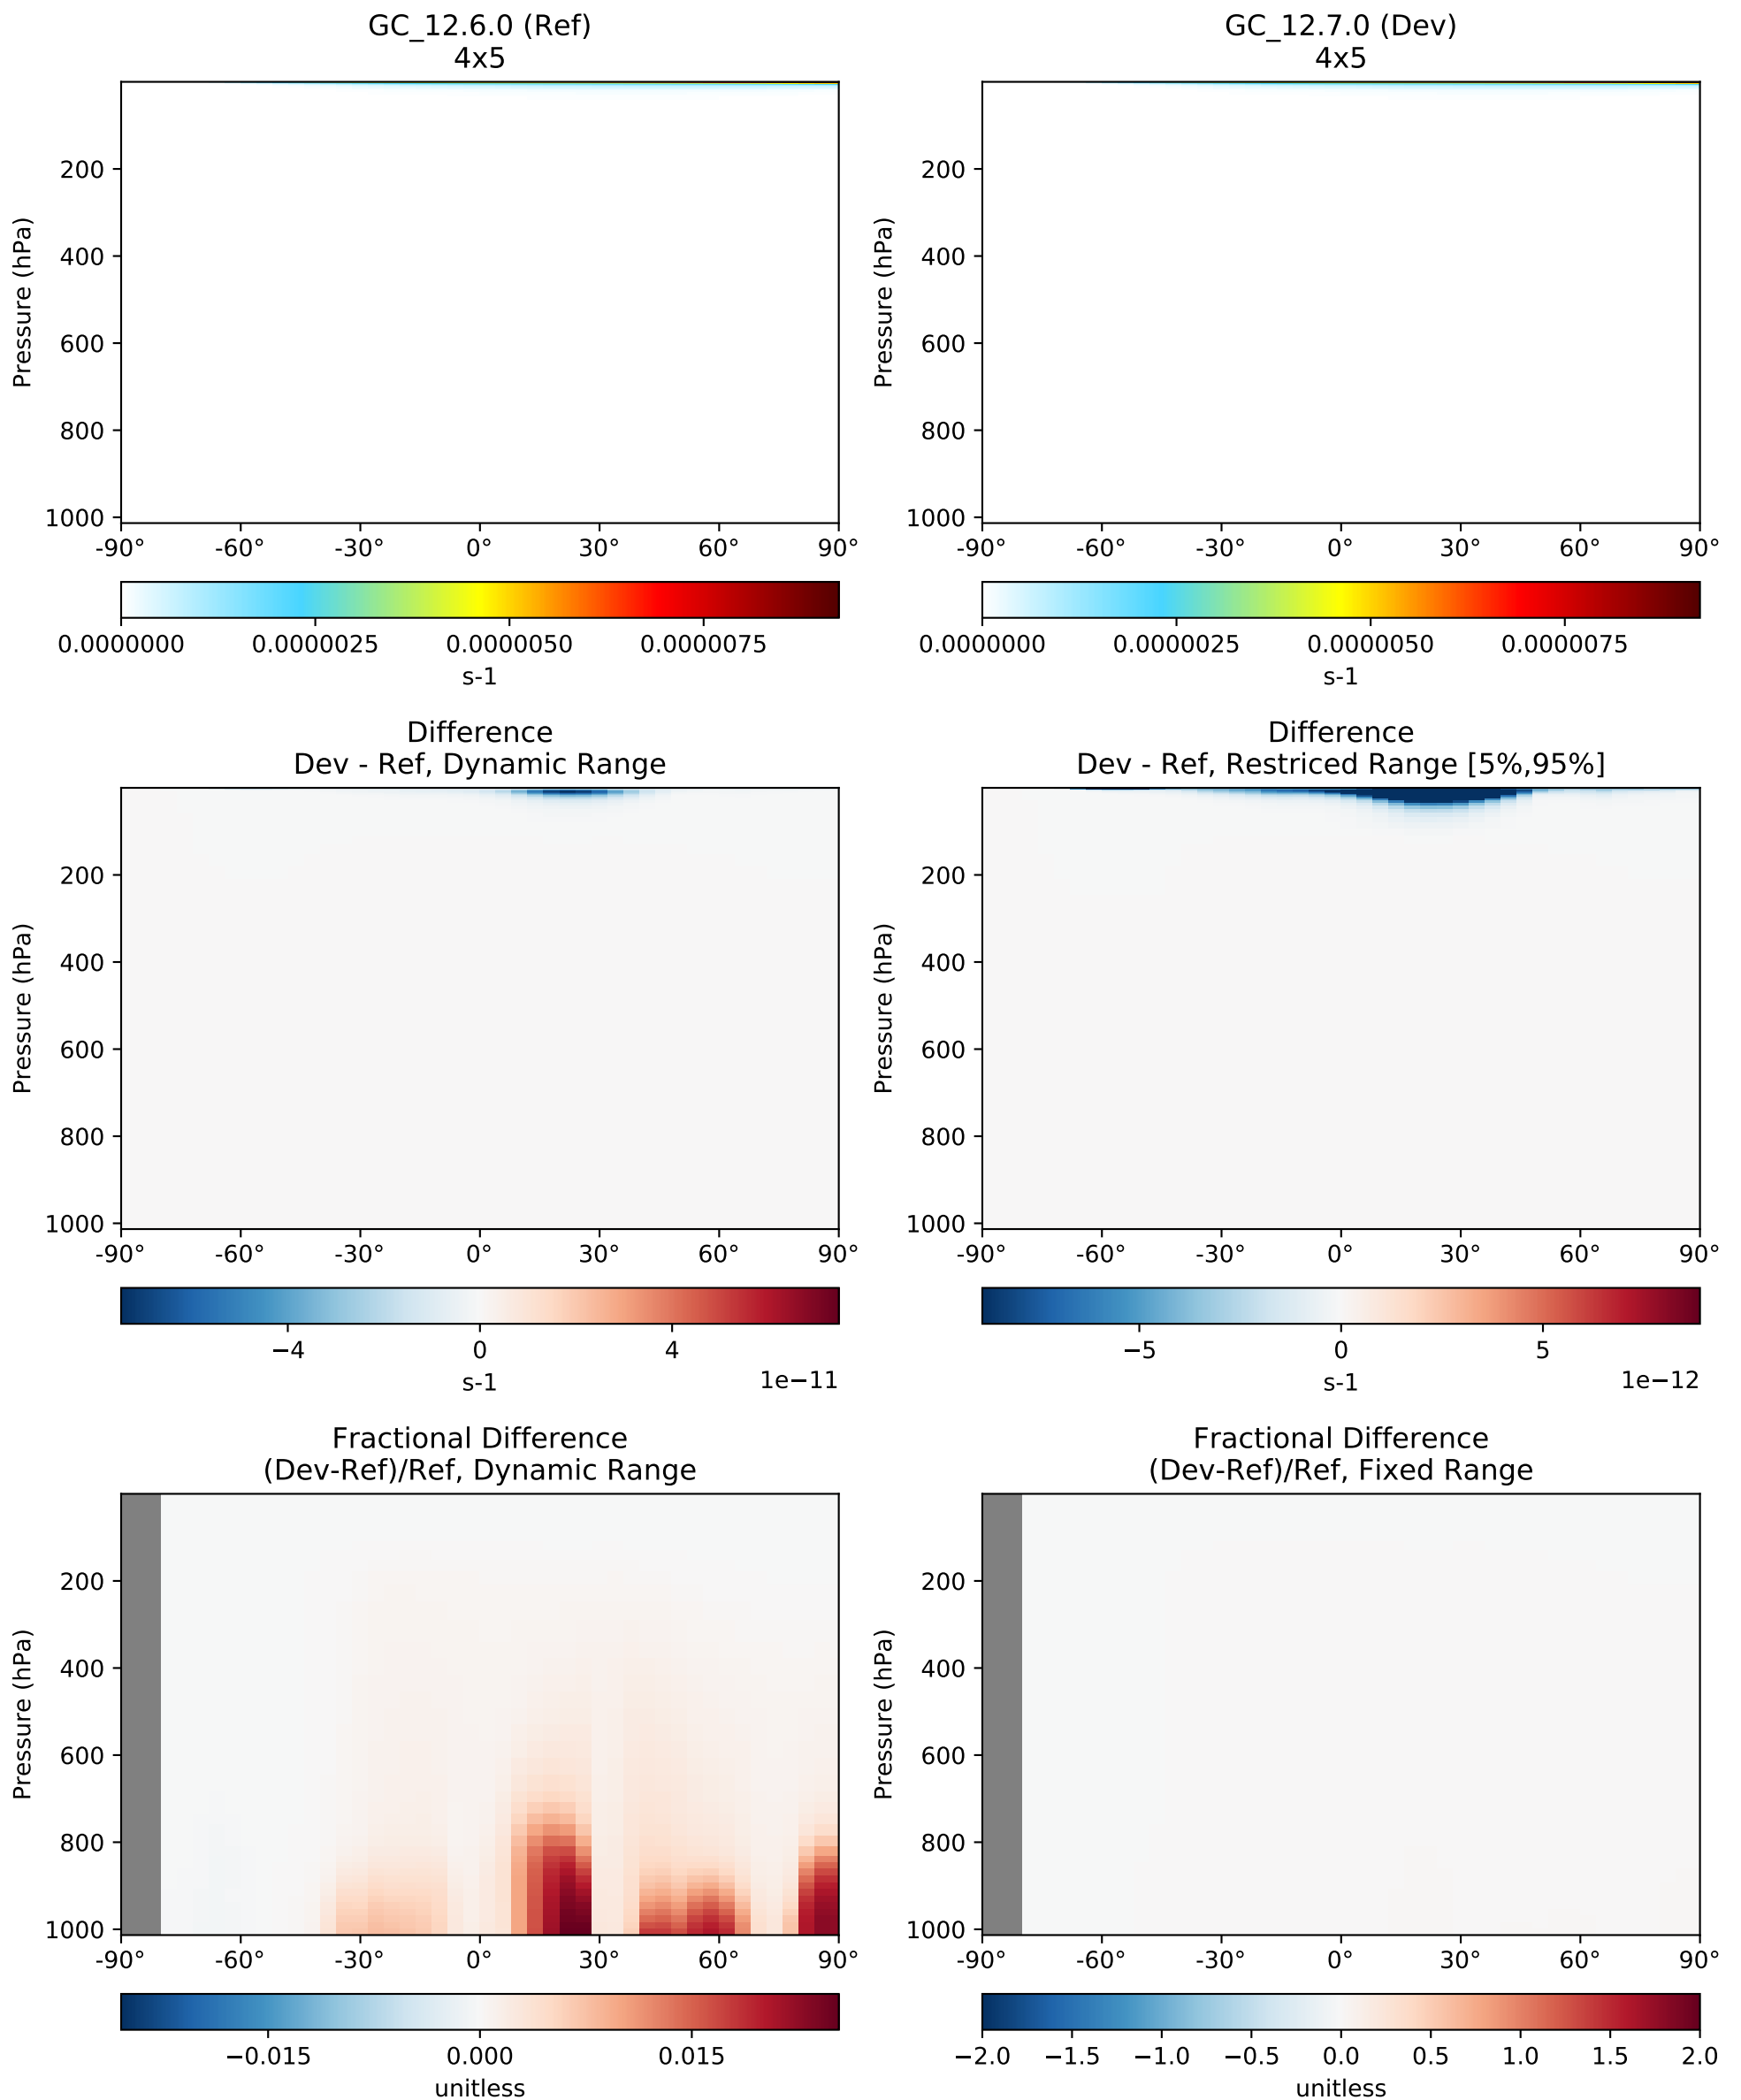 GC_12.6.0 (Ref)
4x5
Pressure (hPa)
200
400
600
800
1000
-90° -60° -30° 0° 30° 60° 90°
0.0000000 0.0000025 0.0000050 0.0000075
s-1
GC_12.7.0 (Dev)
4x5
Pressure (hPa)
200
400
600
800
1000
-90° -60° -30° 0° 30° 60° 90°
0.0000000 0.0000025 0.0000050 0.0000075
s-1
Difference
Dev - Ref, Dynamic Range
Pressure (hPa)
200
400
600
800
1000
-90° -60° -30° 0° 30° 60° 90°
−4 0 4
s-1
1e−11
Difference
Dev - Ref, Restriced Range [5%,95%]
Pressure (hPa)
200
400
600
800
1000
-90° -60° -30° 0° 30° 60° 90°
−5 0 5
s-1
1e−12
Fractional Difference
(Dev-Ref)/Ref, Dynamic Range
Pressure (hPa)
200
400
600
800
1000
-90° -60° -30° 0° 30° 60° 90°
−0.015 0.000 0.015
unitless
Fractional Difference
(Dev-Ref)/Ref, Fixed Range
Pressure (hPa)
200
400
600
800
1000
-90° -60° -30° 0° 30° 60° 90°
−2.0 −1.5 −1.0 −0.5 0.0 0.5 1.0 1.5 2.0
unitless